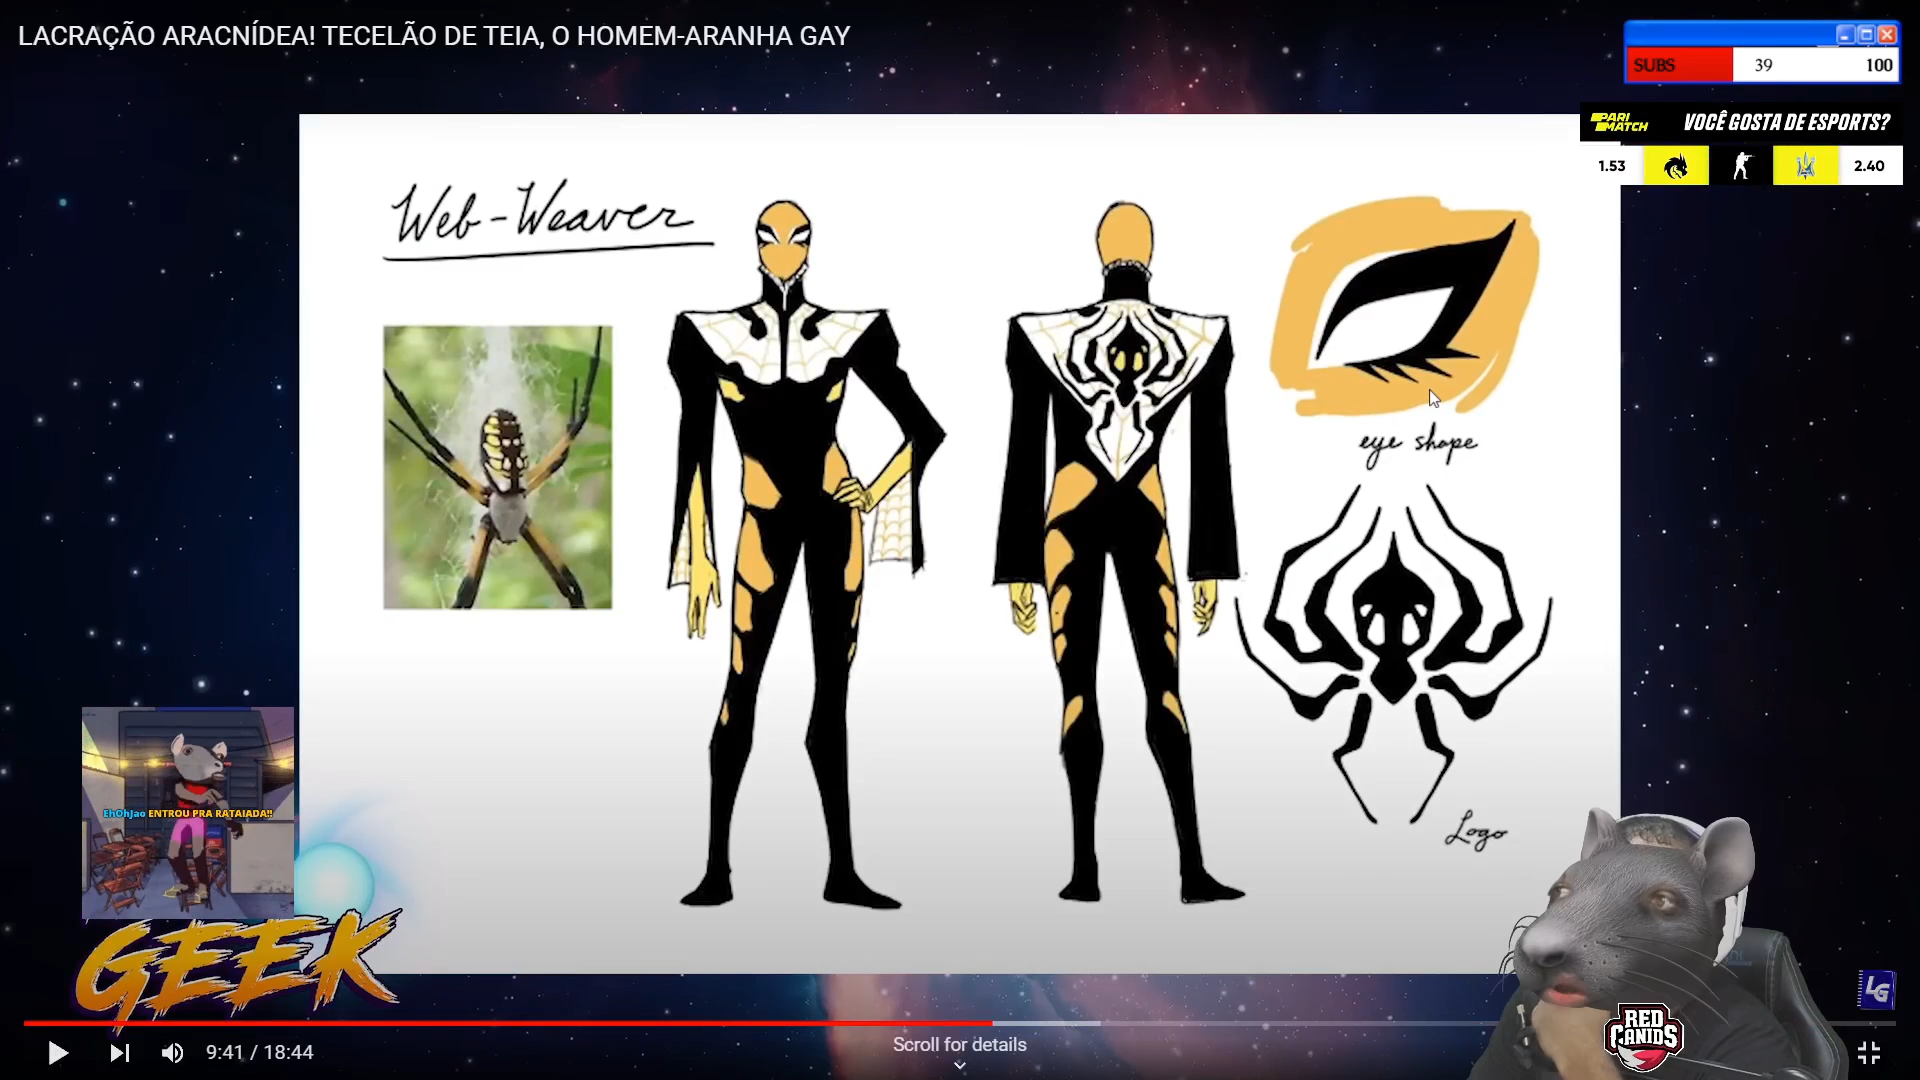 LACRAÇÃO ARACNÍDEA! TECELÃO DE TEIA, O HOMEM-ARANHA GAY
SUBS 39 100
PARI MATCH VOCÊ GOSTA DE ESPORTS?
1.53 2.40
Web-Weaver
eye shape
Logo
EhOhJao ENTROU PRA RATAIADA!!
GEEK
LG
RED CANIDS
Scroll for details
9:41 / 18:44